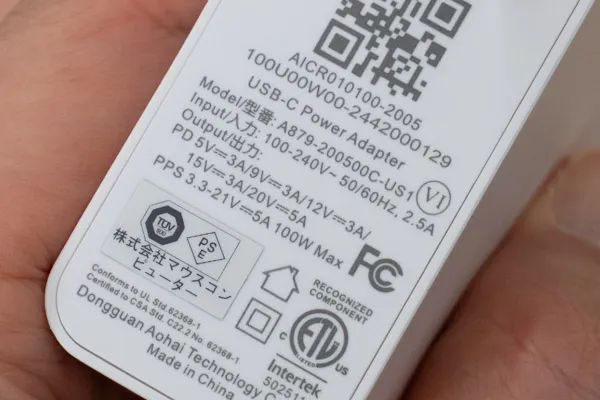 AICR010100-2005
100U00W00-2442000129
USB-C Power Adapter
Model/型番: A879-200500C-US1
VI
Input/入力: 100-240V~ 50/60Hz, 2.5A
Output/出力:
PD 5V⎓3A/9V⎓3A/12V⎓3A/
15V⎓3A/20V⎓5A
PPS 3.3-21V⎓5A 100W Max
FC
TÜV
PS
E
株式会社マウスコン
ピューター
RECOGNIZED
COMPONENT
Conforms to UL Std. 62368-1
Certified to CSA Std. C22.2 No. 62368-1
C
ETL
LISTED
US
Intertek
502511
Dongguan Aohai Technology C
Made in China